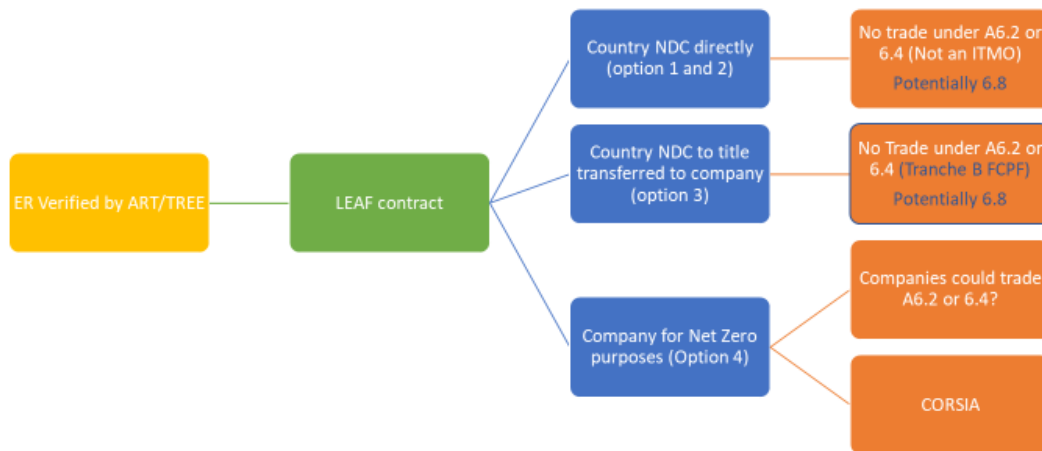 ER Verified by ART/TREE
LEAF contract
Country NDC directly
(option 1 and 2)
No trade under A6.2 or
6.4 (Not an ITMO)
Potentially 6.8
Country NDC to title
transferred to company
(option 3)
No Trade under A6.2 or
6.4 (Tranche B FCPF)
Potentially 6.8
Company for Net Zero
purposes (Option 4)
Companies could trade
A6.2 or 6.4?
CORSIA